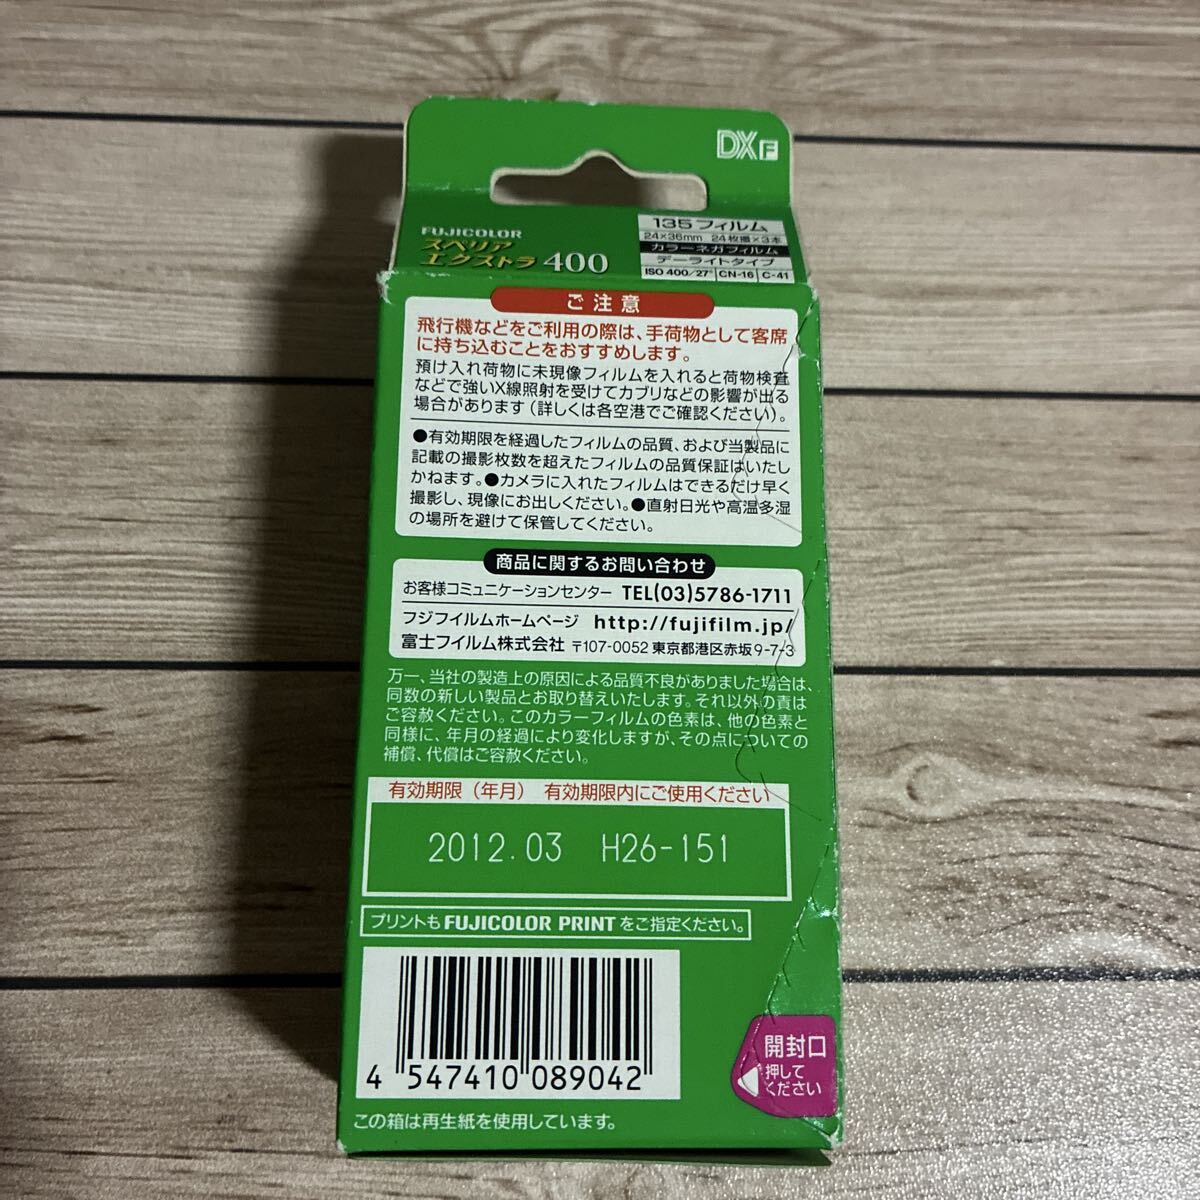 DXF
FUJICOLOR
スペリア
エクストラ 400
135フィルム
24×36mm 24枚撮×3本
カラーネガフィルム
デーライトタイプ
ISO 400/27° CN-16 C-41
ご注意
飛行機などをご利用の際は、手荷物として客席
に持ち込むことをおすすめします。
預け入れ荷物に未現像フィルムを入れると荷物検査
などで強いX線照射を受けてカブリなどの影響が出る
場合があります(詳しくは各空港でご確認ください)。
●有効期限を経過したフィルムの品質、および当製品に
記載の撮影枚数を超えたフィルムの品質保証はいたし
かねます。●カメラに入れたフィルムはできるだけ早く
撮影し、現像にお出しください。●直射日光や高温多湿
の場所を避けて保管してください。
商品に関するお問い合わせ
お客様コミュニケーションセンター TEL(03)5786-1711
フジフイルムホームページ http://fujifilm.jp/
富士フイルム株式会社 〒107-0052 東京都港区赤坂9-7-3
万一、当社の製造上の原因による品質不良がありました場合は、
同数の新しい製品とお取り替えいたします。それ以外の責は
ご容赦ください。このカラーフィルムの色素は、他の色素と
同様に、年月の経過により変化しますが、その点についての
補償、代償はご容赦ください。
有効期限(年月) 有効期限内にご使用ください
2012.03 H26-151
プリントも FUJICOLOR PRINT をご指定ください。
4 547410 089042
開封口
押して
ください
この箱は再生紙を使用しています。